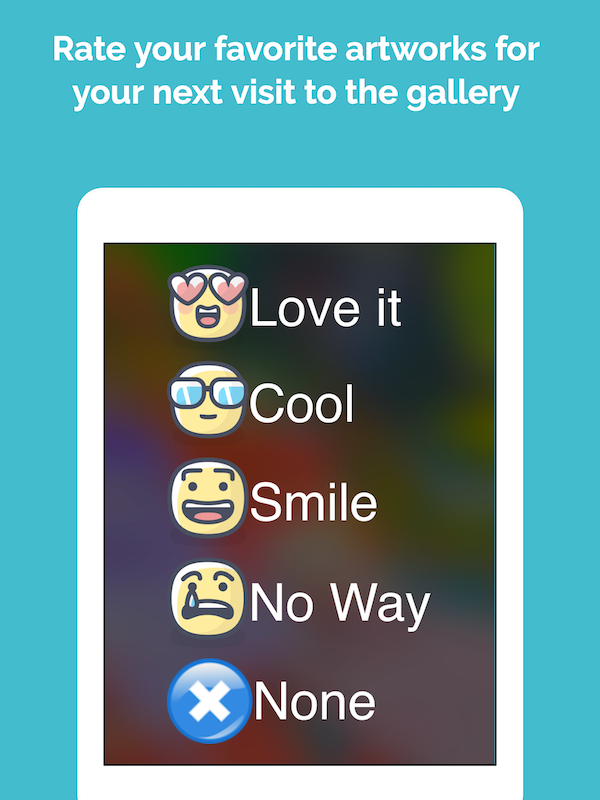 Rate your favorite artworks for
your next visit to the gallery
Love it
Cool
Smile
No Way
None